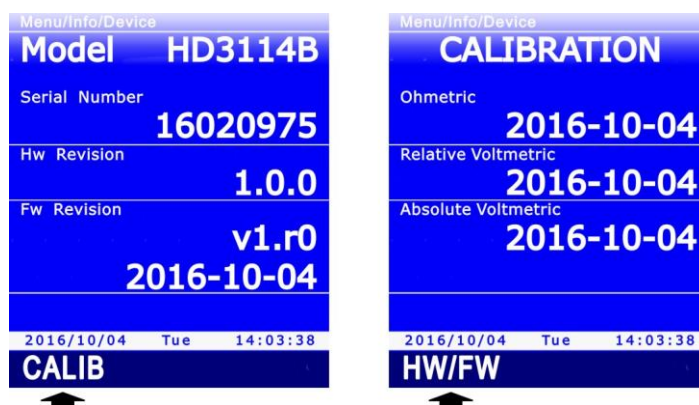 Menu/Info/Device
Model HD3114B
Serial Number
16020975
Hw Revision
1.0.0
Fw Revision
v1.r0
2016-10-04
2016/10/04 Tue 14:03:38
CALIB
Menu/Info/Device
CALIBRATION
Ohmetric
2016-10-04
Relative Voltmetric
2016-10-04
Absolute Voltmetric
2016-10-04
2016/10/04 Tue 14:03:38
HW/FW